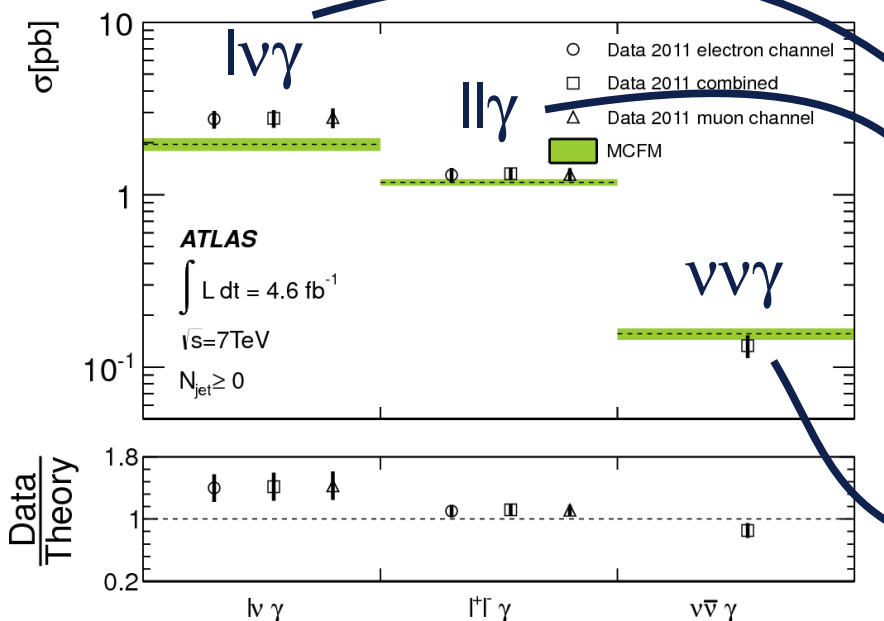 10
σ[pb]
lνγ
Data 2011 electron channel
llγ
Data 2011 combined
Data 2011 muon channel
MCFM
1
ATLAS
∫ L dt = 4.6 fb⁻¹
ννγ
√s=7TeV
10⁻¹
N_jet ≥ 0
1.8
Data
Theory
1
0.2
lν γ
l⁺l⁻ γ
νν̅ γ